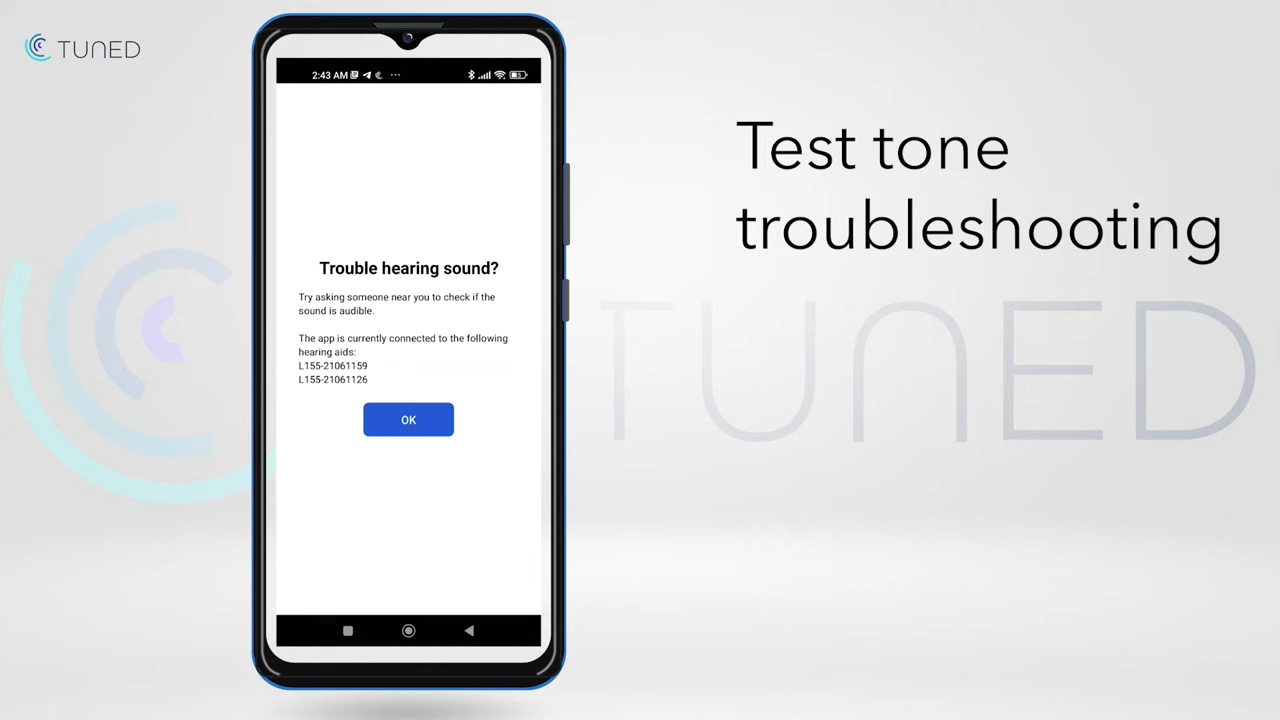 TUNED
2:43 AM
5
Test tone
troubleshooting
Trouble hearing sound?
Try asking someone near you to check if the
sound is audible.
The app is currently connected to the following
hearing aids:
L155-21061159
L155-21061126
OK
TUNED